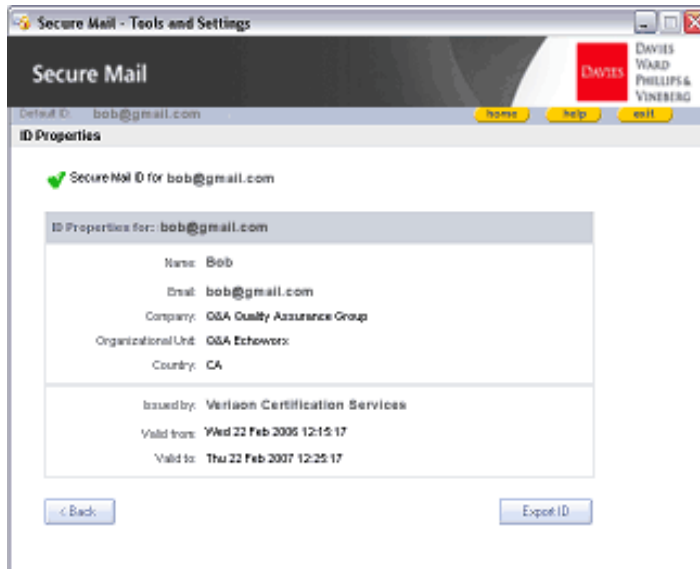 Secure Mail - Tools and Settings
Secure Mail
DAVIES
DAVIES
WARD
PHILLIPS &
VINEBERG
Default ID: bob@gmail.com
home help exit
ID Properties
Secure Mail ID for bob@gmail.com
ID Properties for: bob@gmail.com
Name: Bob
Email: bob@gmail.com
Company: O&A Quality Assurance Group
Organizational Unit: O&A Echoworx
Country: CA
Issued by: Verizon Certification Services
Valid from: Wed 22 Feb 2006 12:15:17
Valid to: Thu 22 Feb 2007 12:25:17
< Back
Export ID